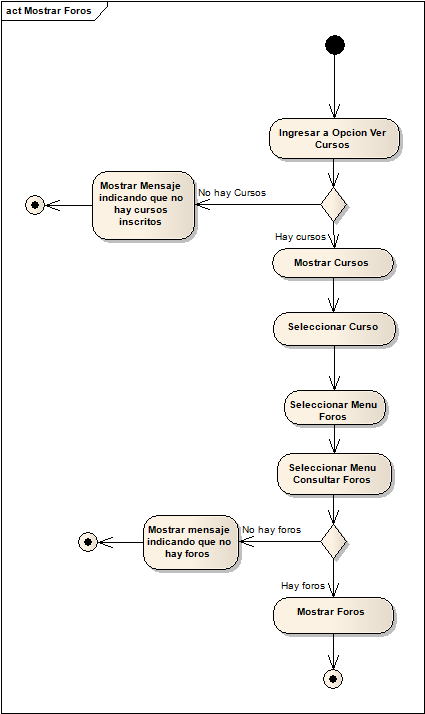 act Mostrar Foros
Ingresar a Opcion Ver
Cursos
Mostrar Mensaje
indicando que no
hay cursos
inscritos
No hay Cursos
Hay cursos
Mostrar Cursos
Seleccionar Curso
Seleccionar Menu
Foros
Seleccionar Menu
Consultar Foros
Mostrar mensaje
indicando que no
hay foros
No hay foros
Hay foros
Mostrar Foros